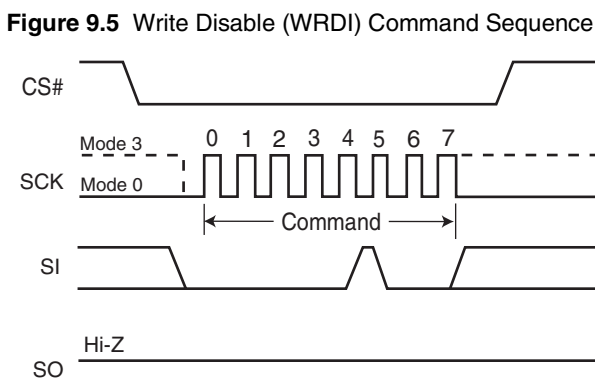 Figure 9.5 Write Disable (WRDI) Command Sequence
CS#
Mode 3
0 1 2 3 4 5 6 7
SCK
Mode 0
Command
SI
Hi-Z
SO